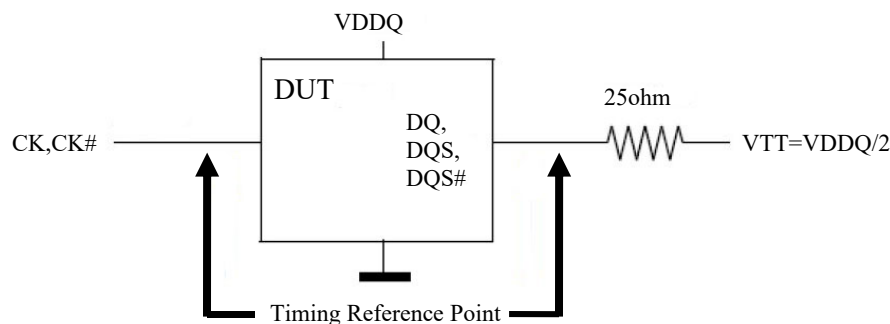 VDDQ
DUT
25ohm
CK,CK#
DQ,
DQS,
DQS#
VTT=VDDQ/2
Timing Reference Point